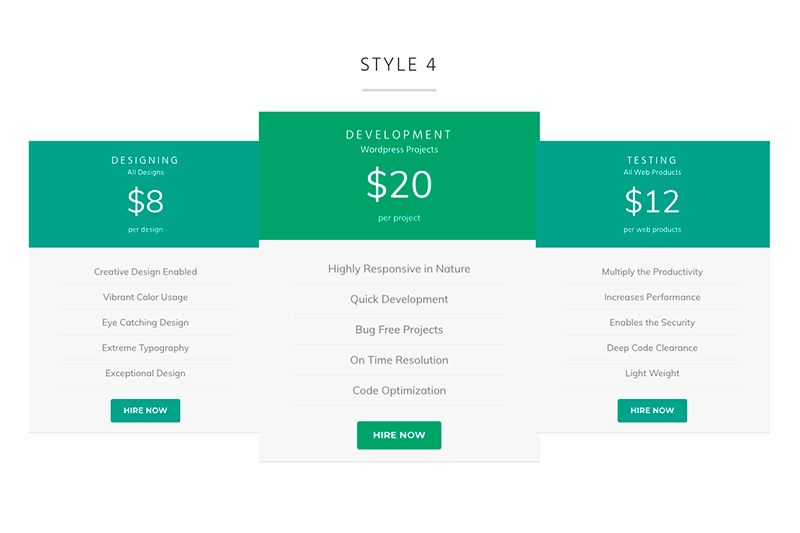 STYLE 4
DESIGNING
All Designs
$8
per design
Creative Design Enabled
Vibrant Color Usage
Eye Catching Design
Extreme Typography
Exceptional Design
HIRE NOW
DEVELOPMENT
Wordpress Projects
$20
per project
Highly Responsive in Nature
Quick Development
Bug Free Projects
On Time Resolution
Code Optimization
HIRE NOW
TESTING
All Web Products
$12
per web products
Multiply the Productivity
Increases Performance
Enables the Security
Deep Code Clearance
Light Weight
HIRE NOW